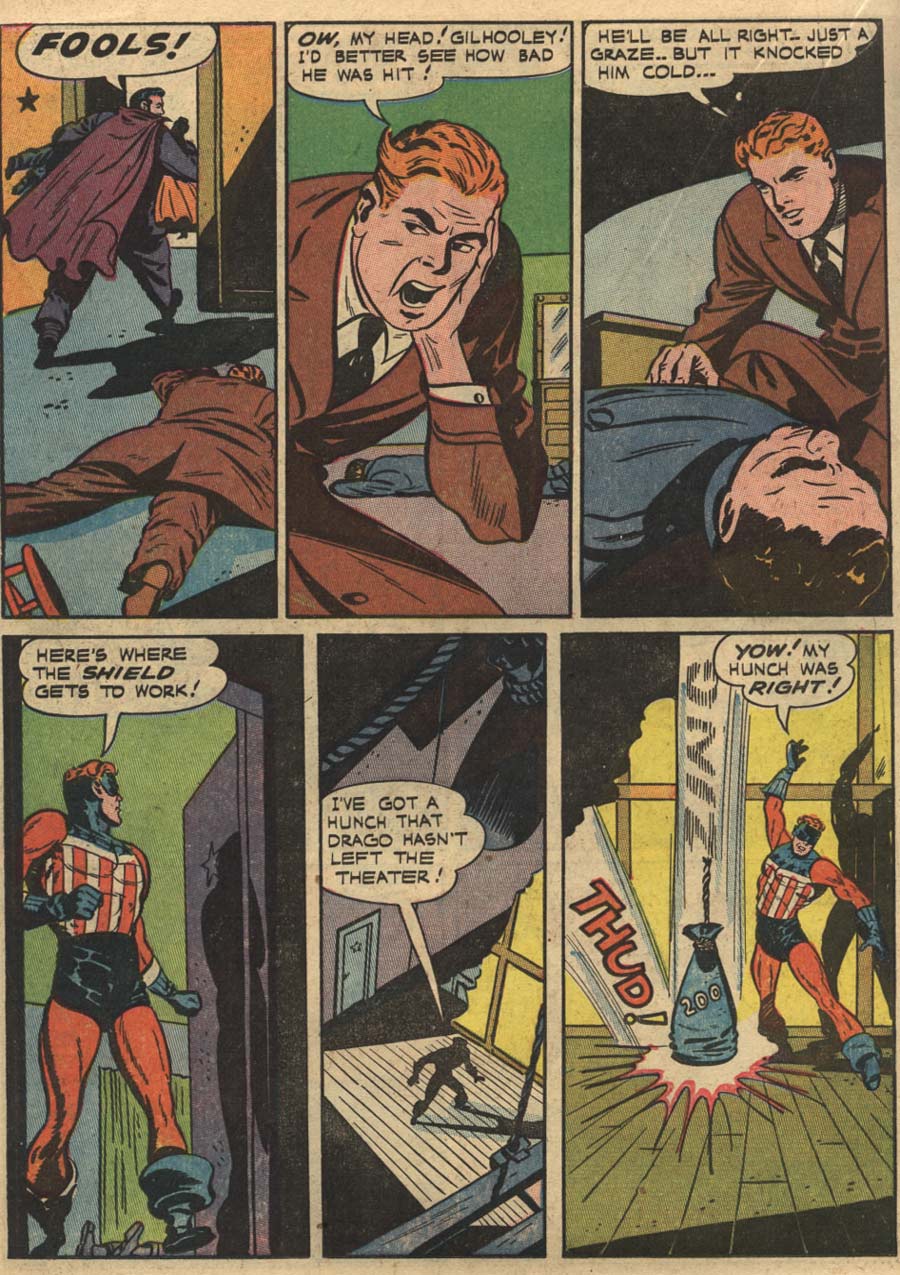 FOOLS!
OW, MY HEAD! GILHOOLEY!
I'D BETTER SEE HOW BAD
HE WAS HIT!
HE'LL BE ALL RIGHT.. JUST A
GRAZE.. BUT IT KNOCKED
HIM COLD...
HERE'S WHERE
THE SHIELD
GETS TO WORK!
I'VE GOT A
HUNCH THAT
DRAGO HASN'T
LEFT THE
THEATER!
YOW! MY
HUNCH WAS
RIGHT!
THUD!
200